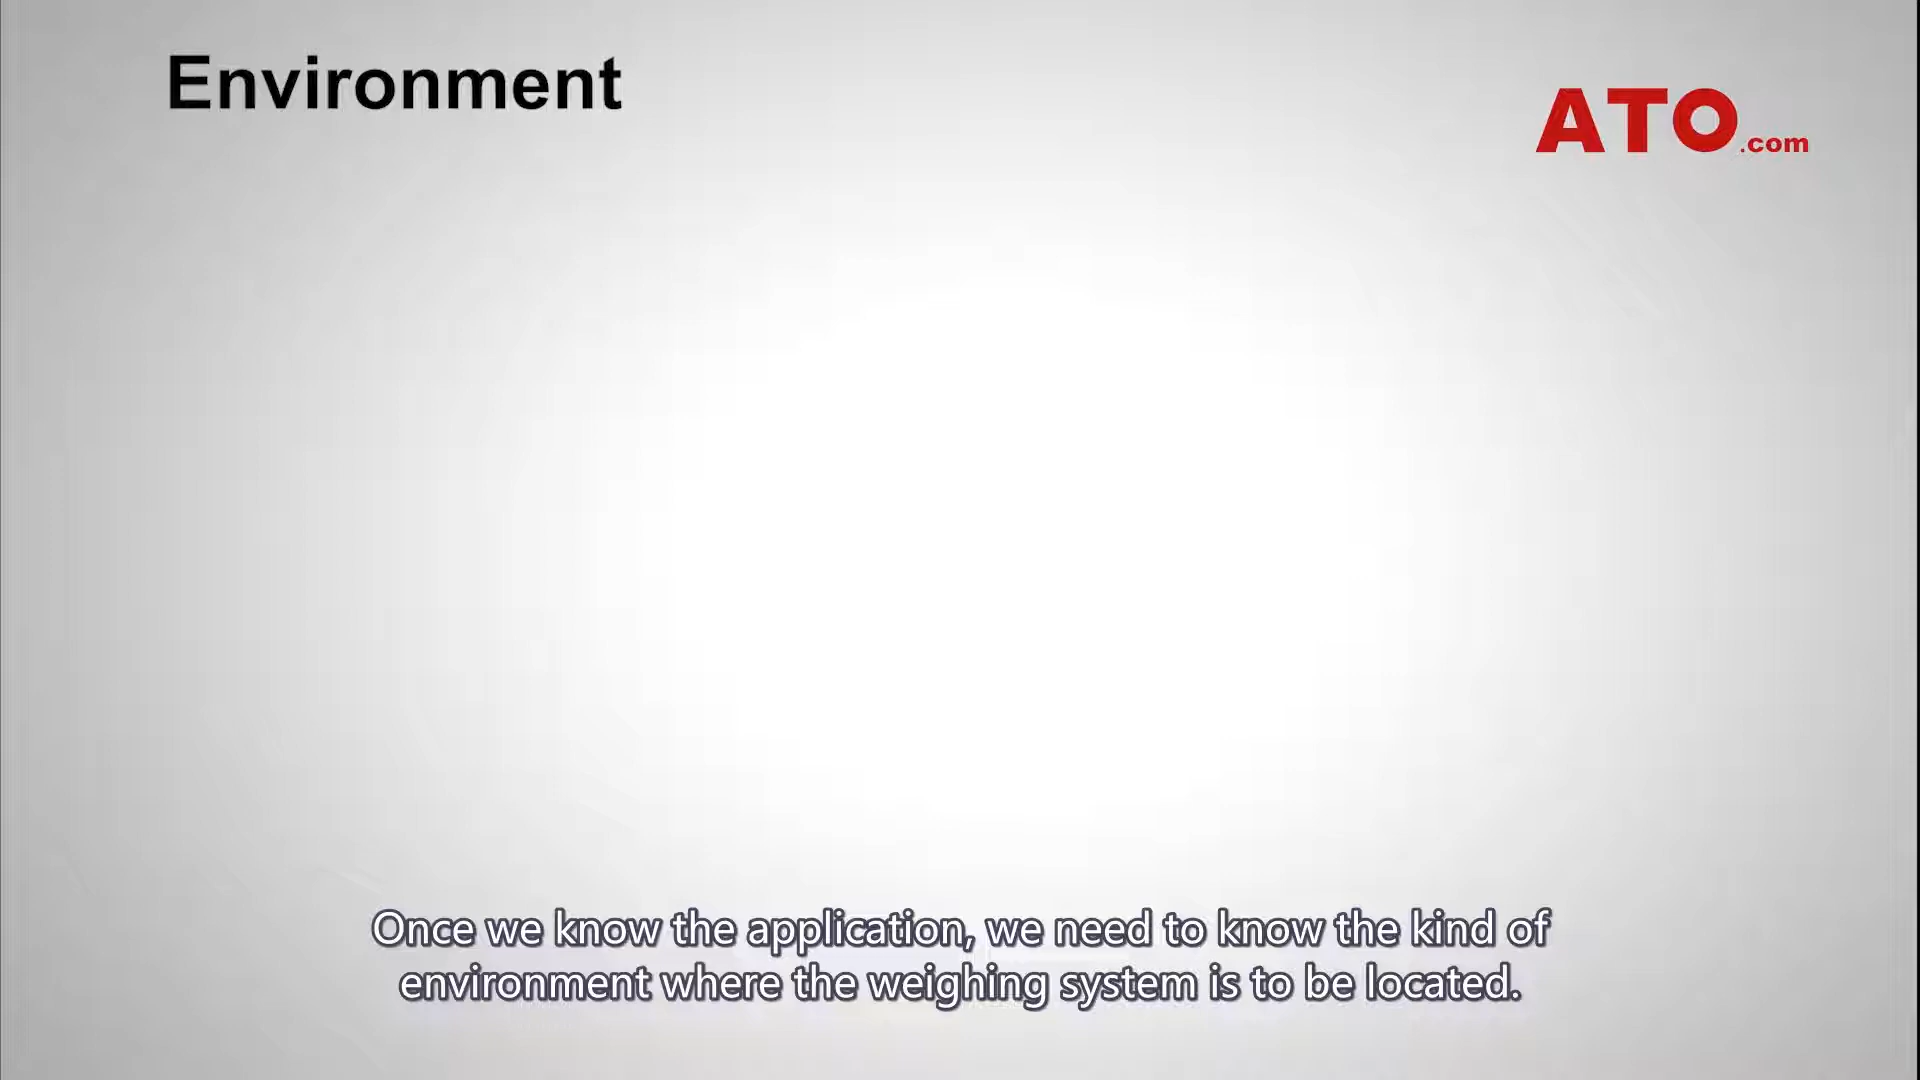 Environment
ATO.com
Once we know the application, we need to know the kind of
environment where the weighing system is to be located.